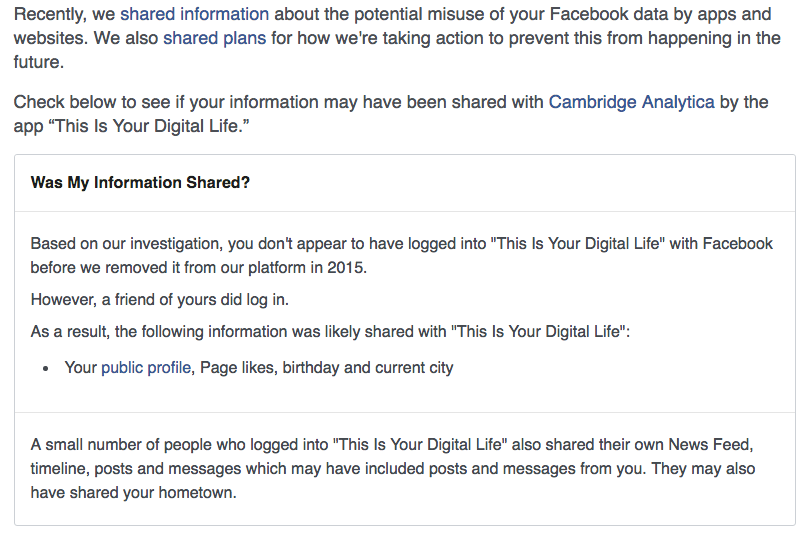 Recently, we shared information about the potential misuse of your Facebook data by apps and
websites. We also shared plans for how we're taking action to prevent this from happening in the
future.
Check below to see if your information may have been shared with Cambridge Analytica by the
app “This Is Your Digital Life.”
Was My Information Shared?
Based on our investigation, you don't appear to have logged into "This Is Your Digital Life" with Facebook
before we removed it from our platform in 2015.
However, a friend of yours did log in.
As a result, the following information was likely shared with "This Is Your Digital Life":
• Your public profile, Page likes, birthday and current city
A small number of people who logged into "This Is Your Digital Life" also shared their own News Feed,
timeline, posts and messages which may have included posts and messages from you. They may also
have shared your hometown.